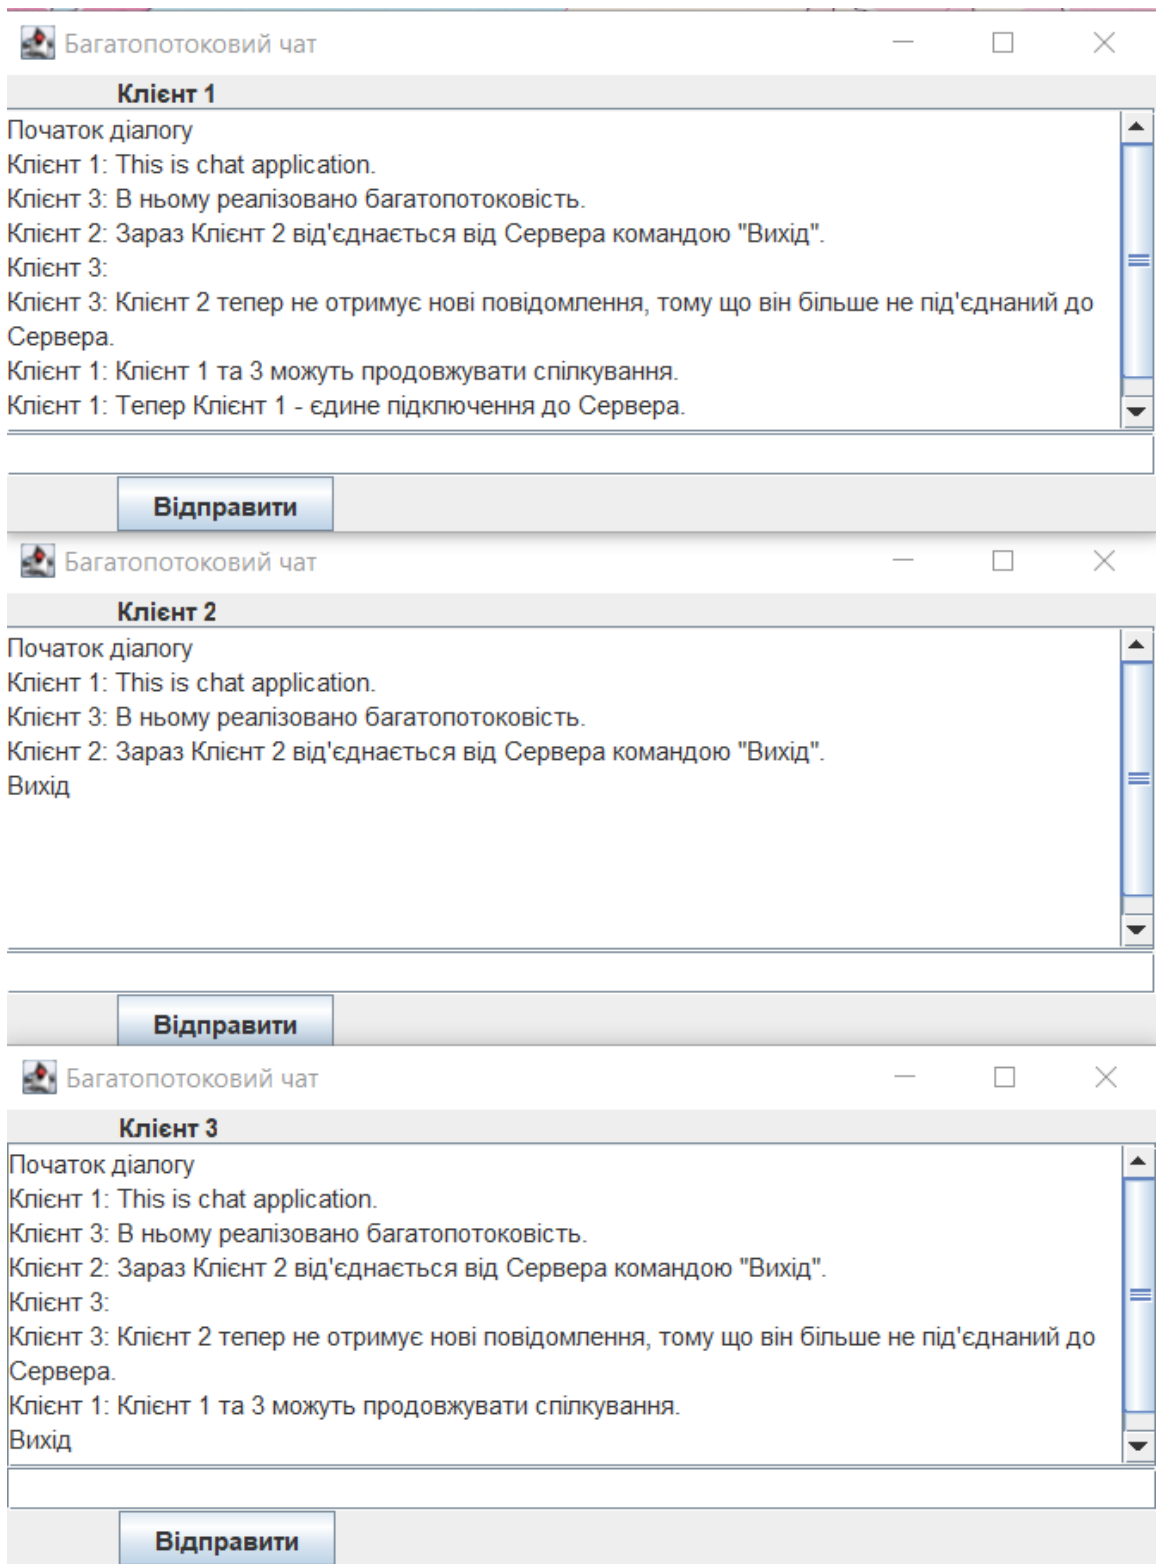 Багатопотоковий чат
Клієнт 1
Початок діалогу
Клієнт 1: This is chat application.
Клієнт 3: В ньому реалізовано багатопотоковість.
Клієнт 2: Зараз Клієнт 2 від'єднається від Сервера командою "Вихід".
Клієнт 3:
Клієнт 3: Клієнт 2 тепер не отримує нові повідомлення, тому що він більше не під'єднаний до
Сервера.
Клієнт 1: Клієнт 1 та 3 можуть продовжувати спілкування.
Клієнт 1: Тепер Клієнт 1 - єдине підключення до Сервера.
Відправити
Багатопотоковий чат
Клієнт 2
Початок діалогу
Клієнт 1: This is chat application.
Клієнт 3: В ньому реалізовано багатопотоковість.
Клієнт 2: Зараз Клієнт 2 від'єднається від Сервера командою "Вихід".
Вихід
Відправити
Багатопотоковий чат
Клієнт 3
Початок діалогу
Клієнт 1: This is chat application.
Клієнт 3: В ньому реалізовано багатопотоковість.
Клієнт 2: Зараз Клієнт 2 від'єднається від Сервера командою "Вихід".
Клієнт 3:
Клієнт 3: Клієнт 2 тепер не отримує нові повідомлення, тому що він більше не під'єднаний до
Сервера.
Клієнт 1: Клієнт 1 та 3 можуть продовжувати спілкування.
Вихід
Відправити